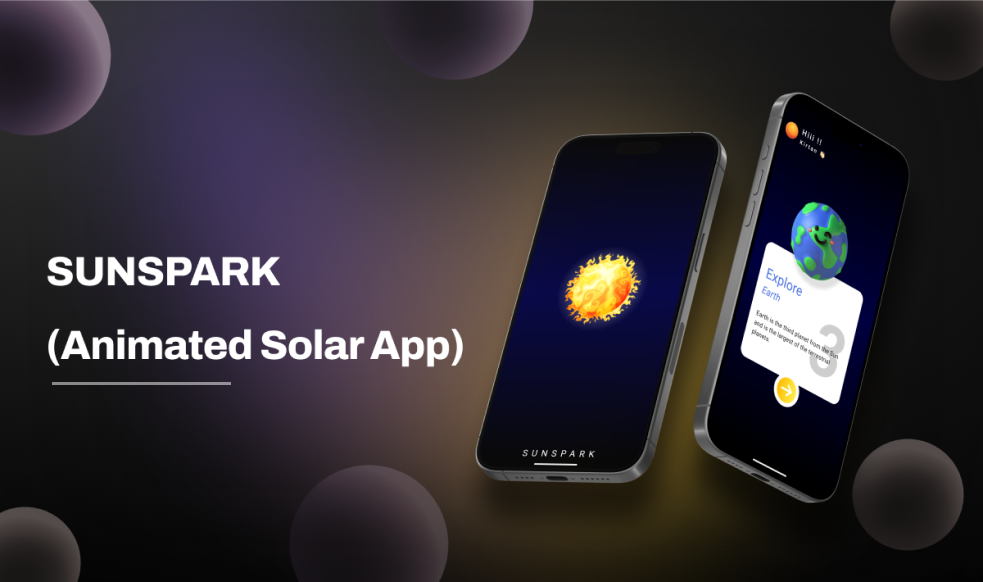 SUNSPARK
(Animated Solar App)
SUNSPARK
Hiii !!
Kirtan
Explore
Earth
3
Earth is the third planet from the Sun
and is the largest of the terrestrial
planets.